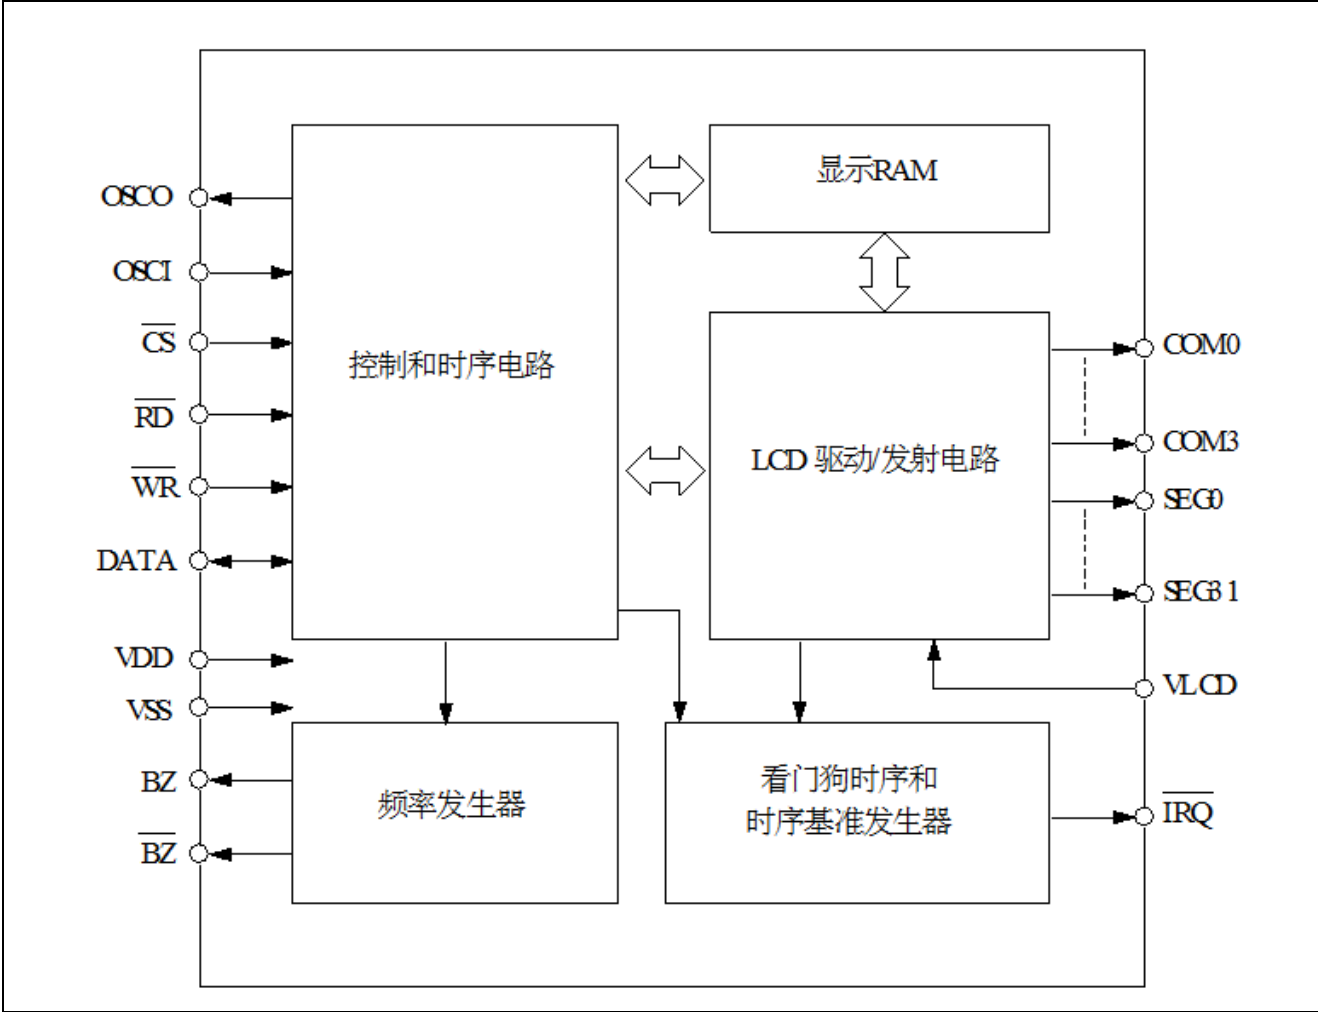 显示RAM
OSCO
OSCI
CS
控制和时序电路
COM0
RD
COM3
LCD 驱动/发射电路
WR
SEG0
DATA
SEG31
VDD
VLCD
VSS
BZ
频率发生器
看门狗时序和
时序基准发生器
IRQ
BZ